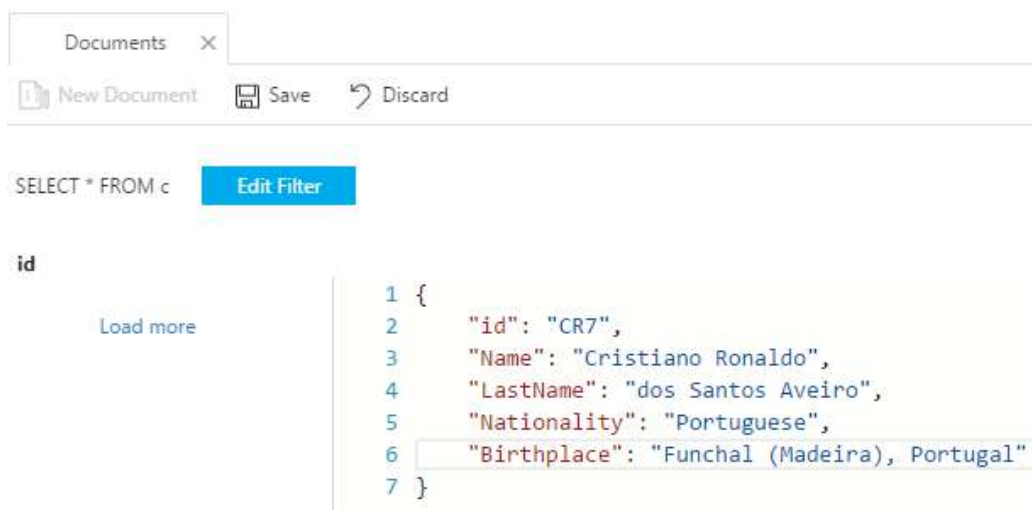 Documents ×
New Document Save Discard
SELECT * FROM c Edit Filter
id
Load more
1 {
2 "id": "CR7",
3 "Name": "Cristiano Ronaldo",
4 "LastName": "dos Santos Aveiro",
5 "Nationality": "Portuguese",
6 "Birthplace": "Funchal (Madeira), Portugal"
7 }